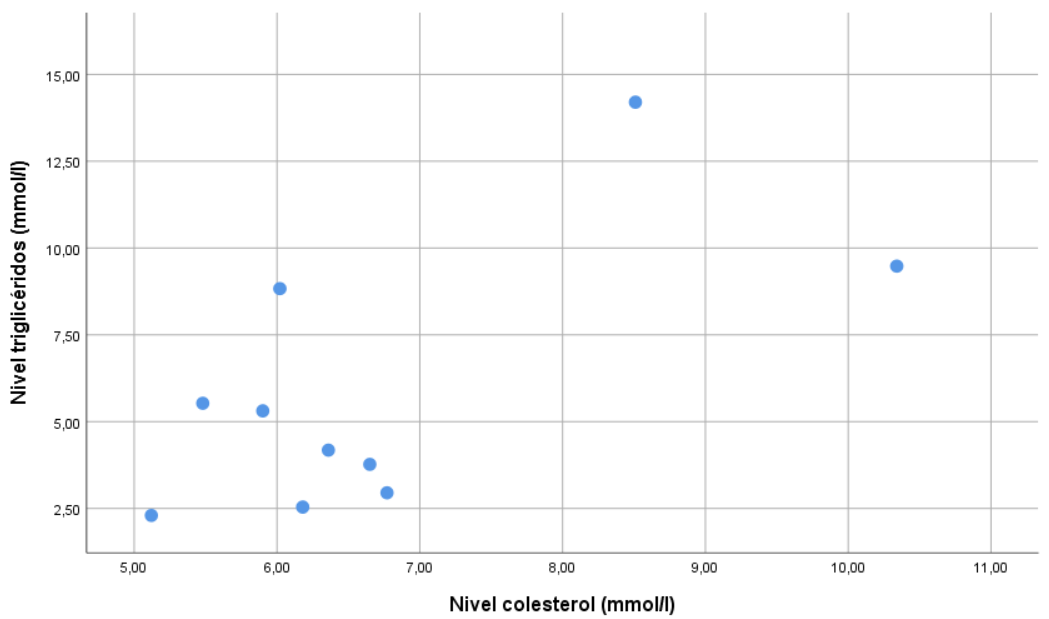 15,00
12,50
10,00
7,50
5,00
2,50
Nivel triglicéridos (mmol/l)
5,00 6,00 7,00 8,00 9,00 10,00 11,00
Nivel colesterol (mmol/l)